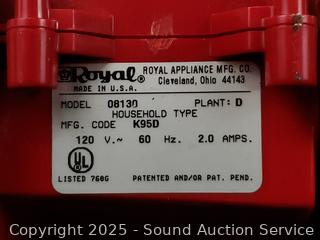 Royal ROYAL APPLIANCE MFG. CO.
MADE IN U.S.A. Cleveland, Ohio 44143
MODEL 08130 PLANT: D
HOUSEHOLD TYPE
MFG. CODE K95D
120 V.~ 60 Hz. 2.0 AMPS.
UL
LISTED 760G PATENTED AND/OR PAT. PEND.
Copyright 2025 - Sound Auction Service